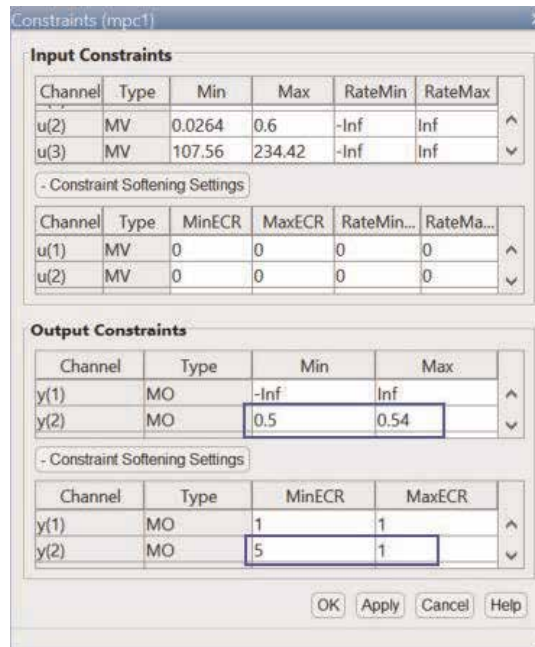 Constraints (mpc1)
Input Constraints
Channel Type Min Max RateMin RateMax
u(2) MV 0.0264 0.6 -Inf Inf
u(3) MV 107.56 234.42 -Inf Inf
- Constraint Softening Settings
Channel Type MinECR MaxECR RateMin... RateMa...
u(1) MV 0 0 0 0
u(2) MV 0 0 0 0
Output Constraints
Channel Type Min Max
y(1) MO -Inf Inf
y(2) MO 0.5 0.54
- Constraint Softening Settings
Channel Type MinECR MaxECR
y(1) MO 1 1
y(2) MO 5 1
OK Apply Cancel Help